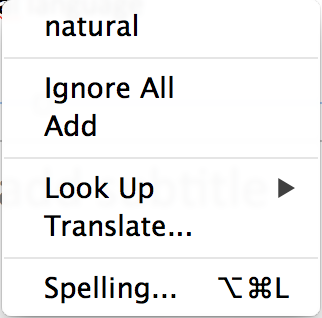 natural
Ignore All
Add
Look Up ▶
Translate...
Spelling... ⌥⌘L